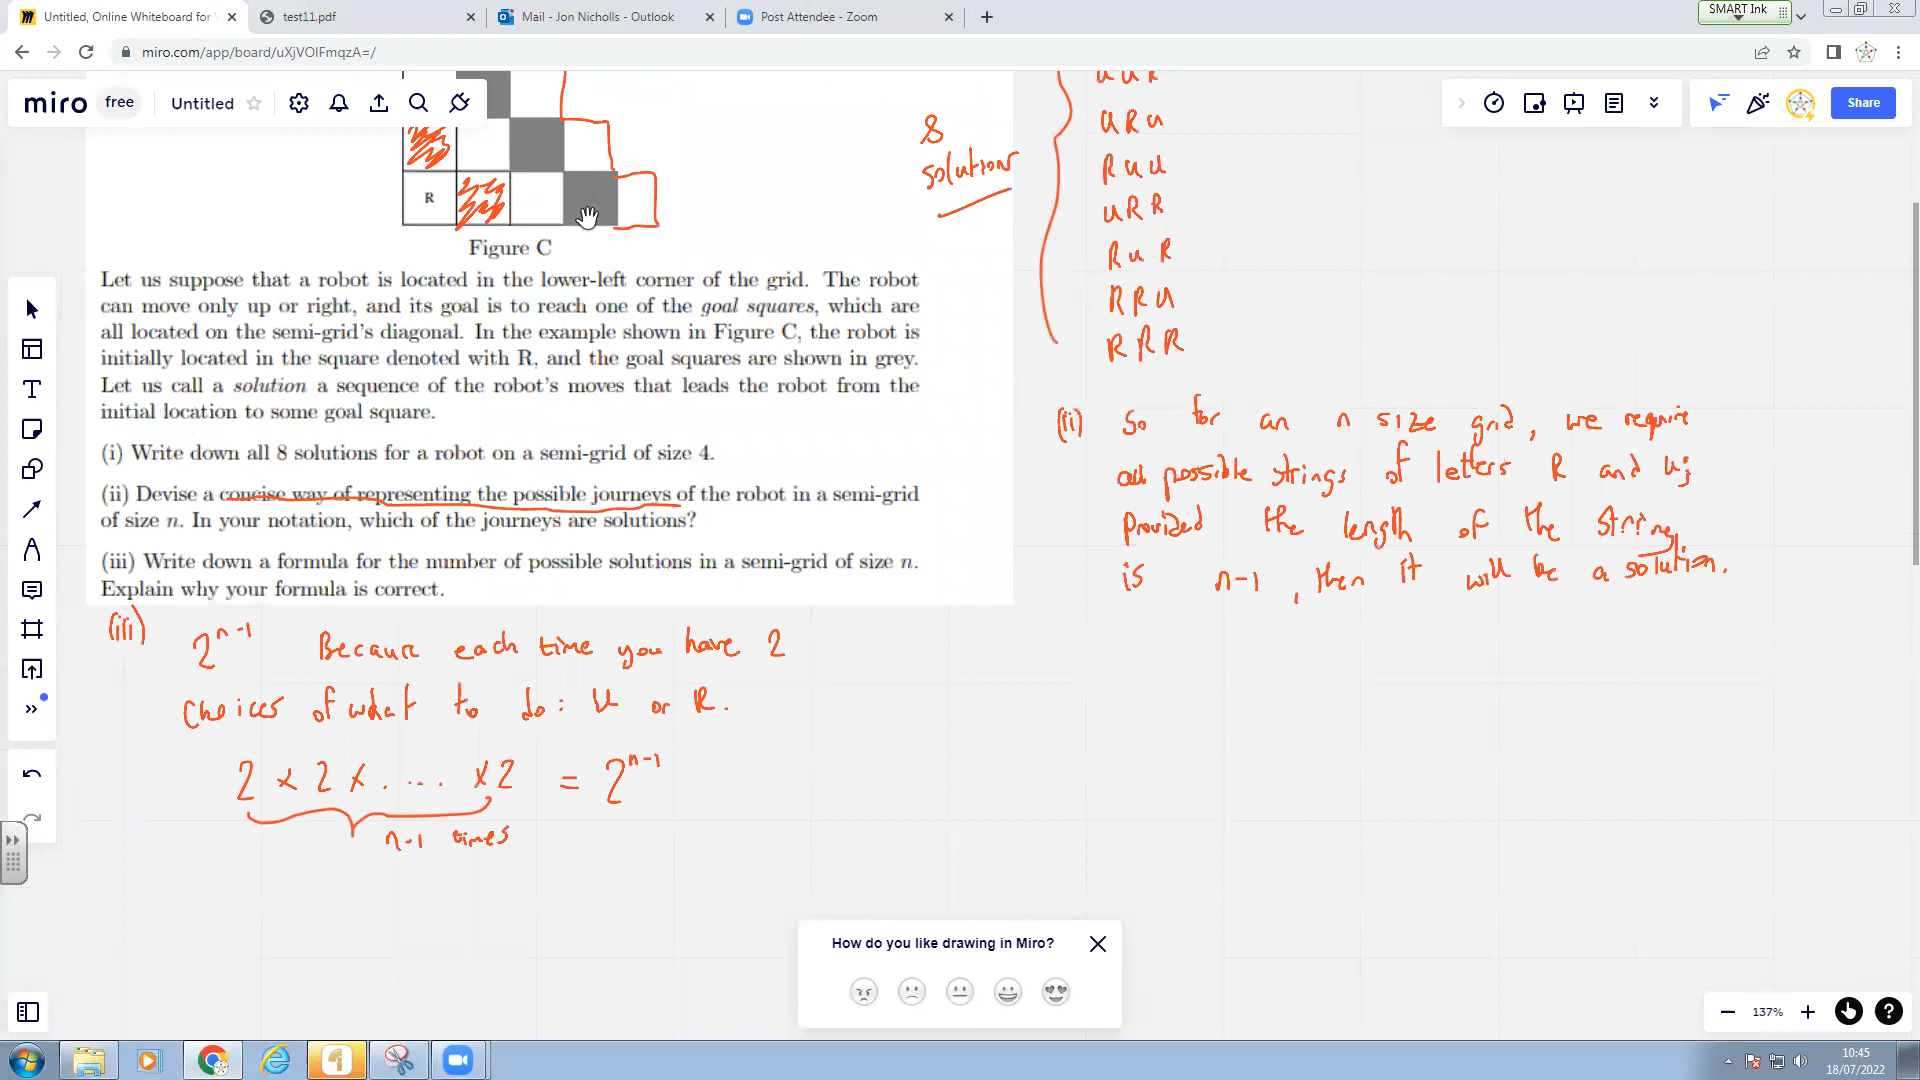 Untitled, Online Whiteboard for
test11.pdf
Mail - Jon Nicholls - Outlook
Post Attendee - Zoom
SMART Ink
miro.com/app/board/uXjVOlFmqzA=/
miro free Untitled
Share
U U R
U R U
R U U
U R R
R U R
R R U
R R R
8
solutions
R
Figure C
Let us suppose that a robot is located in the lower-left corner of the grid. The robot
can move only up or right, and its goal is to reach one of the goal squares, which are
all located on the semi-grid's diagonal. In the example shown in Figure C, the robot is
initially located in the square denoted with R, and the goal squares are shown in grey.
Let us call a solution a sequence of the robot's moves that leads the robot from the
initial location to some goal square.
(i) Write down all 8 solutions for a robot on a semi-grid of size 4.
(ii) Devise a concise way of representing the possible journeys of the robot in a semi-grid
of size n. In your notation, which of the journeys are solutions?
(iii) Write down a formula for the number of possible solutions in a semi-grid of size n.
Explain why your formula is correct.
(ii) So for an n size grid, we require
all possible strings of letters R and U;
provided the length of the string
is n-1, then it will be a solution.
(iii) 2^{n-1} Because each time you have 2
choices of what to do: U or R.
2 × 2 × .... × 2 = 2^{n-1}
n-1 times
How do you like drawing in Miro?
137%
10:45
18/07/2022